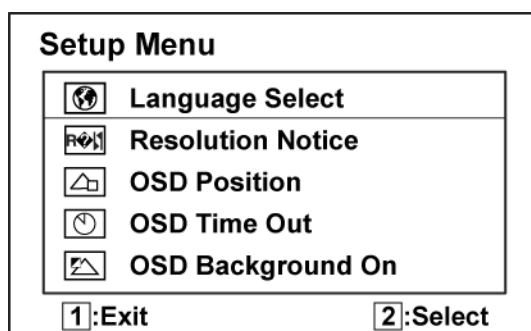 Setup Menu
Language Select
Resolution Notice
OSD Position
OSD Time Out
OSD Background On
1:Exit 2:Select